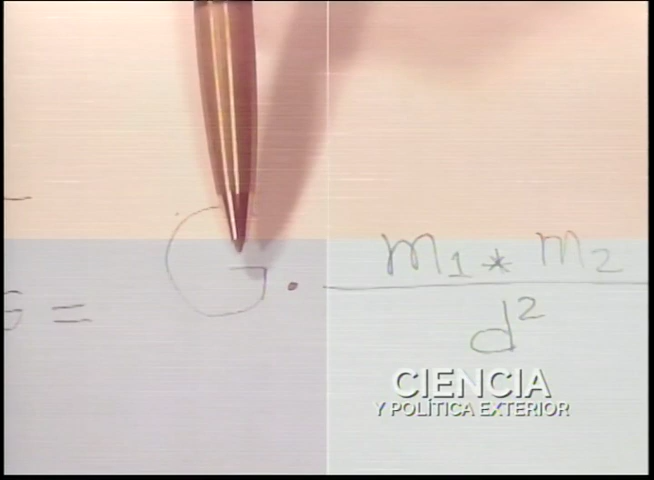 = G · m₁ * m₂
d²
CIENCIA
Y POLÍTICA EXTERIOR